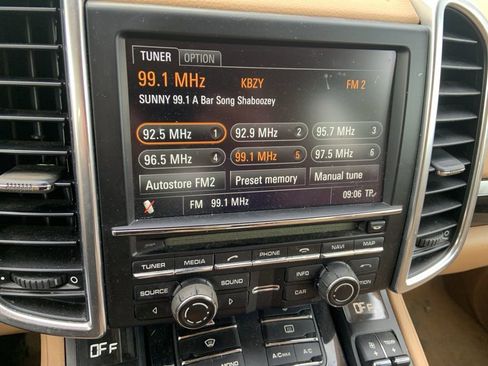 TUNER OPTION
99.1 MHz KBZY FM 2
SUNNY 99.1 A Bar Song Shaboozey
92.5 MHz 1 92.9 MHz 2 95.7 MHz 3
96.5 MHz 4 99.1 MHz 5 97.5 MHz 6
Autostore FM2 Preset memory Manual tune
09:06 TP
FM 99.1 MHz
TUNER MEDIA PHONE NAVI MAP
SOURCE SOUND INFO
CAR
OFF OFF
A/C MAX A/C